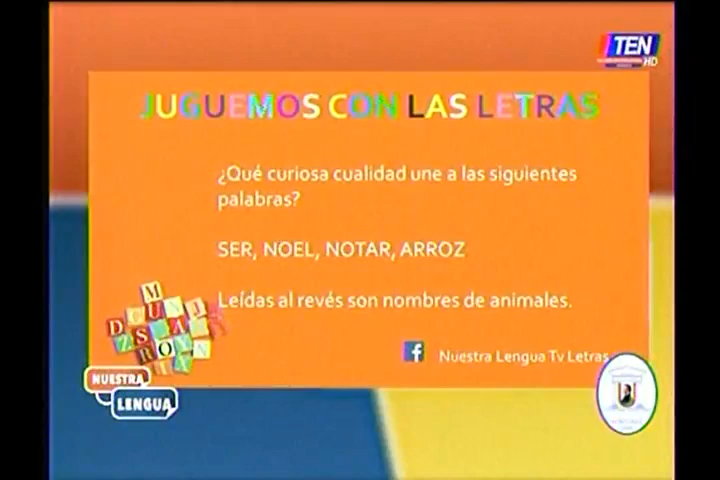 TEN
HD
JUGUEMOS CON LAS LETRAS
¿Qué curiosa cualidad une a las siguientes
palabras?
SER, NOEL, NOTAR, ARROZ
Leídas al revés son nombres de animales.
f Nuestra Lengua Tv Letras
NUESTRA
LENGUA